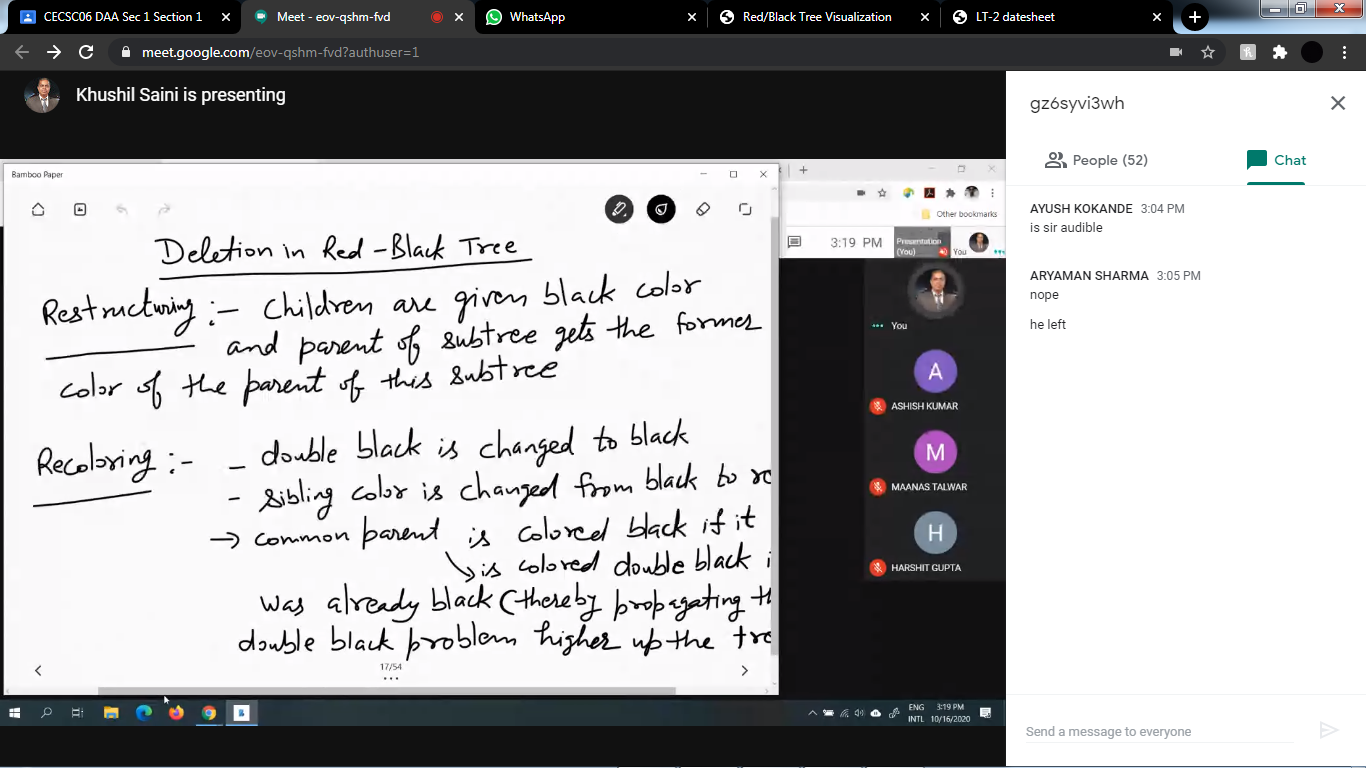 CECSC06 DAA Sec 1 Section 1
Meet - eov-qshm-fvd
WhatsApp
Red/Black Tree Visualization
LT-2 datesheet
meet.google.com/eov-qshm-fvd?authuser=1
Khushil Saini is presenting
Bamboo Paper
Deletion in Red-Black Tree
Restructuring :- Children are given black color
and parent of subtree gets the former
color of the parent of this subtree
Recoloring :- - double black is changed to black
- sibling color is changed from black to
→ common parent is colored black if it
is colored double black
was already black (thereby propagating
double black problem higher up the
17/54
Other bookmarks
3:19 PM
Presentation
(You)
You
You
A
ASHISH KUMAR
M
MAANAS TALWAR
H
HARSHIT GUPTA
ENG
INTL
3:19 PM
10/16/2020
gz6syvi3wh
People (52)
Chat
AYUSH KOKANDE 3:04 PM
is sir audible
ARYAMAN SHARMA 3:05 PM
nope
he left
Send a message to everyone